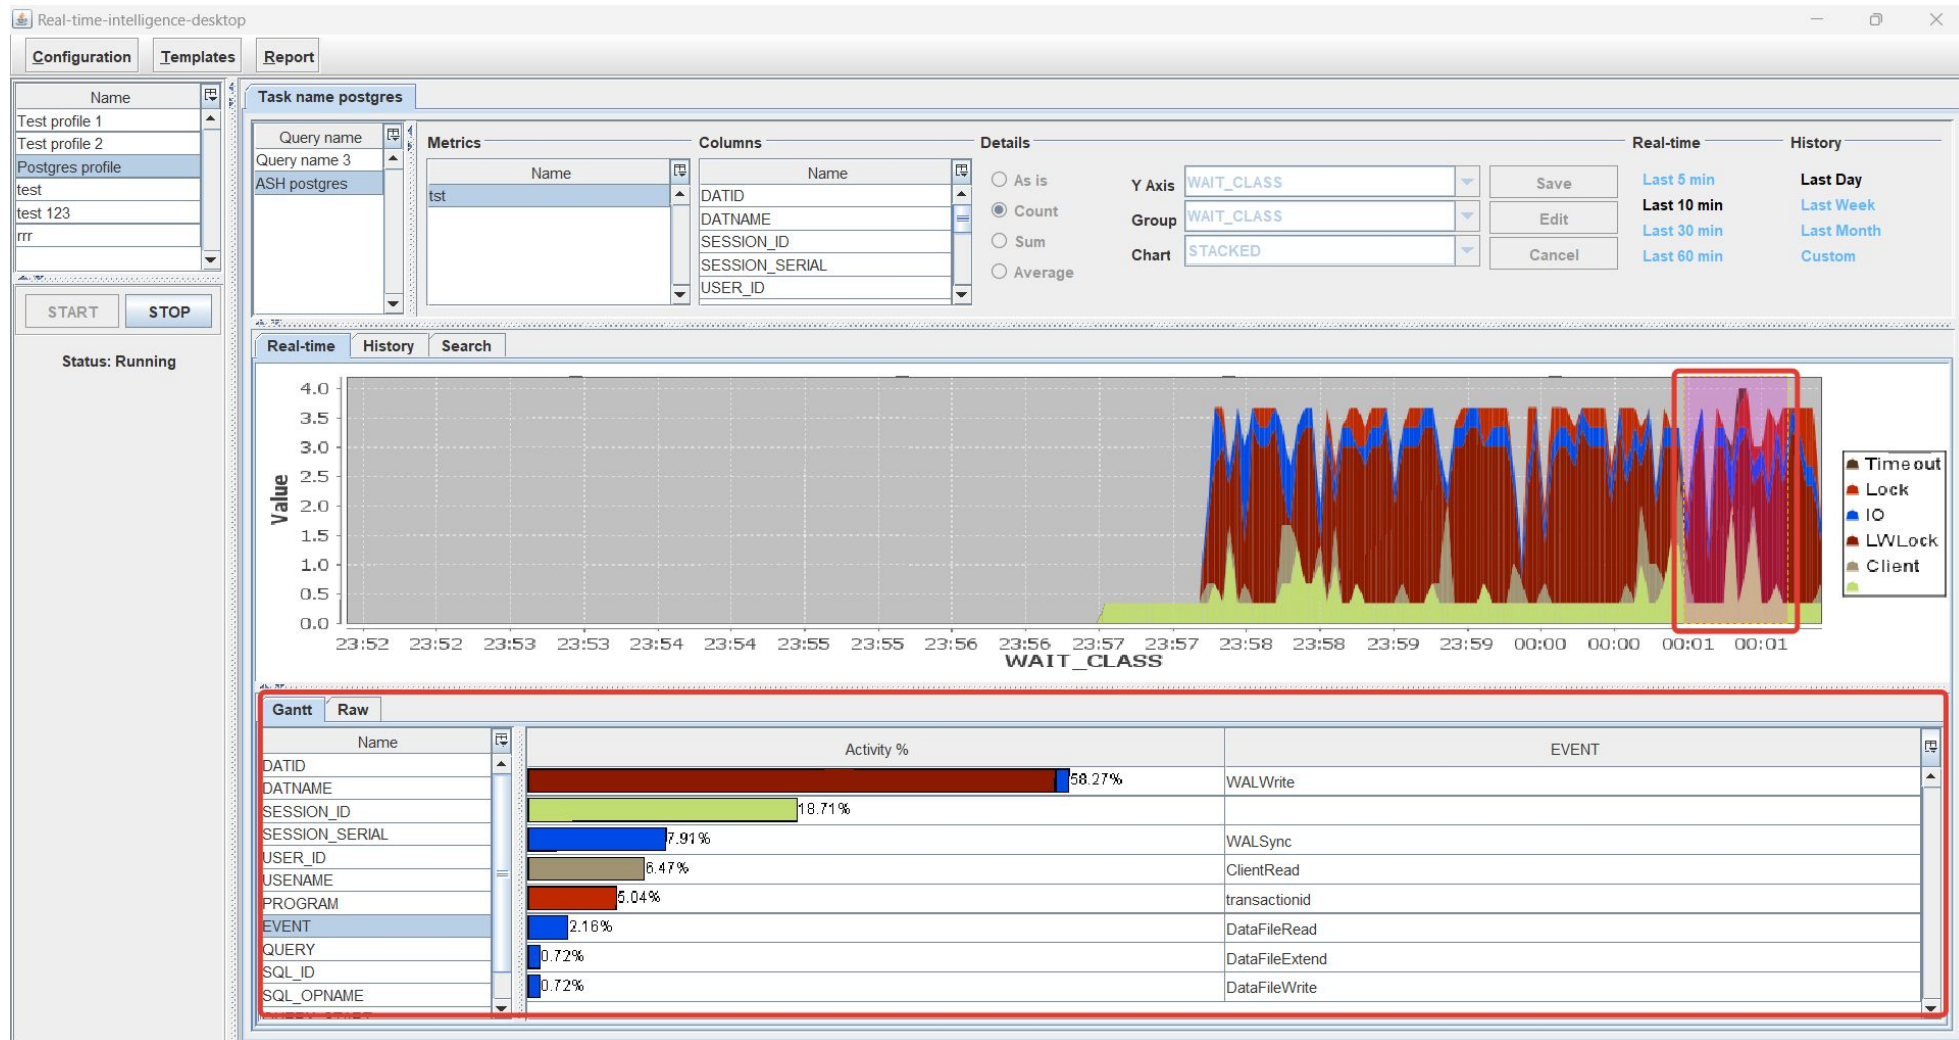 Real-time-intelligence-desktop
Configuration Templates Report
Name
Test profile 1
Test profile 2
Postgres profile
test
test 123
rrr
START STOP
Status: Running
Task name postgres
Query name
Query name 3
ASH postgres
Metrics
Name
tst
Columns
Name
DATID
DATNAME
SESSION_ID
SESSION_SERIAL
USER_ID
Details
As is
Count
Sum
Average
Y Axis WAIT_CLASS
Group WAIT_CLASS
Chart STACKED
Save
Edit
Cancel
Real-time
Last 5 min
Last 10 min
Last 30 min
Last 60 min
History
Last Day
Last Week
Last Month
Custom
Real-time History Search
Value
4.0
3.5
3.0
2.5
2.0
1.5
1.0
0.5
0.0
23:52 23:52 23:53 23:53 23:54 23:54 23:55 23:55 23:56 23:56 23:57 23:57 23:58 23:58 23:59 23:59 00:00 00:00 00:01 00:01
WAIT_CLASS
Timeout
Lock
IO
LWLock
Client
Gantt Raw
Name
DATID
DATNAME
SESSION_ID
SESSION_SERIAL
USER_ID
USENAME
PROGRAM
EVENT
QUERY
SQL_ID
SQL_OPNAME
Activity % EVENT
58.27% WALWrite
18.71%
7.91% WALSync
6.47% ClientRead
5.04% transactionid
2.16% DataFileRead
0.72% DataFileExtend
0.72% DataFileWrite